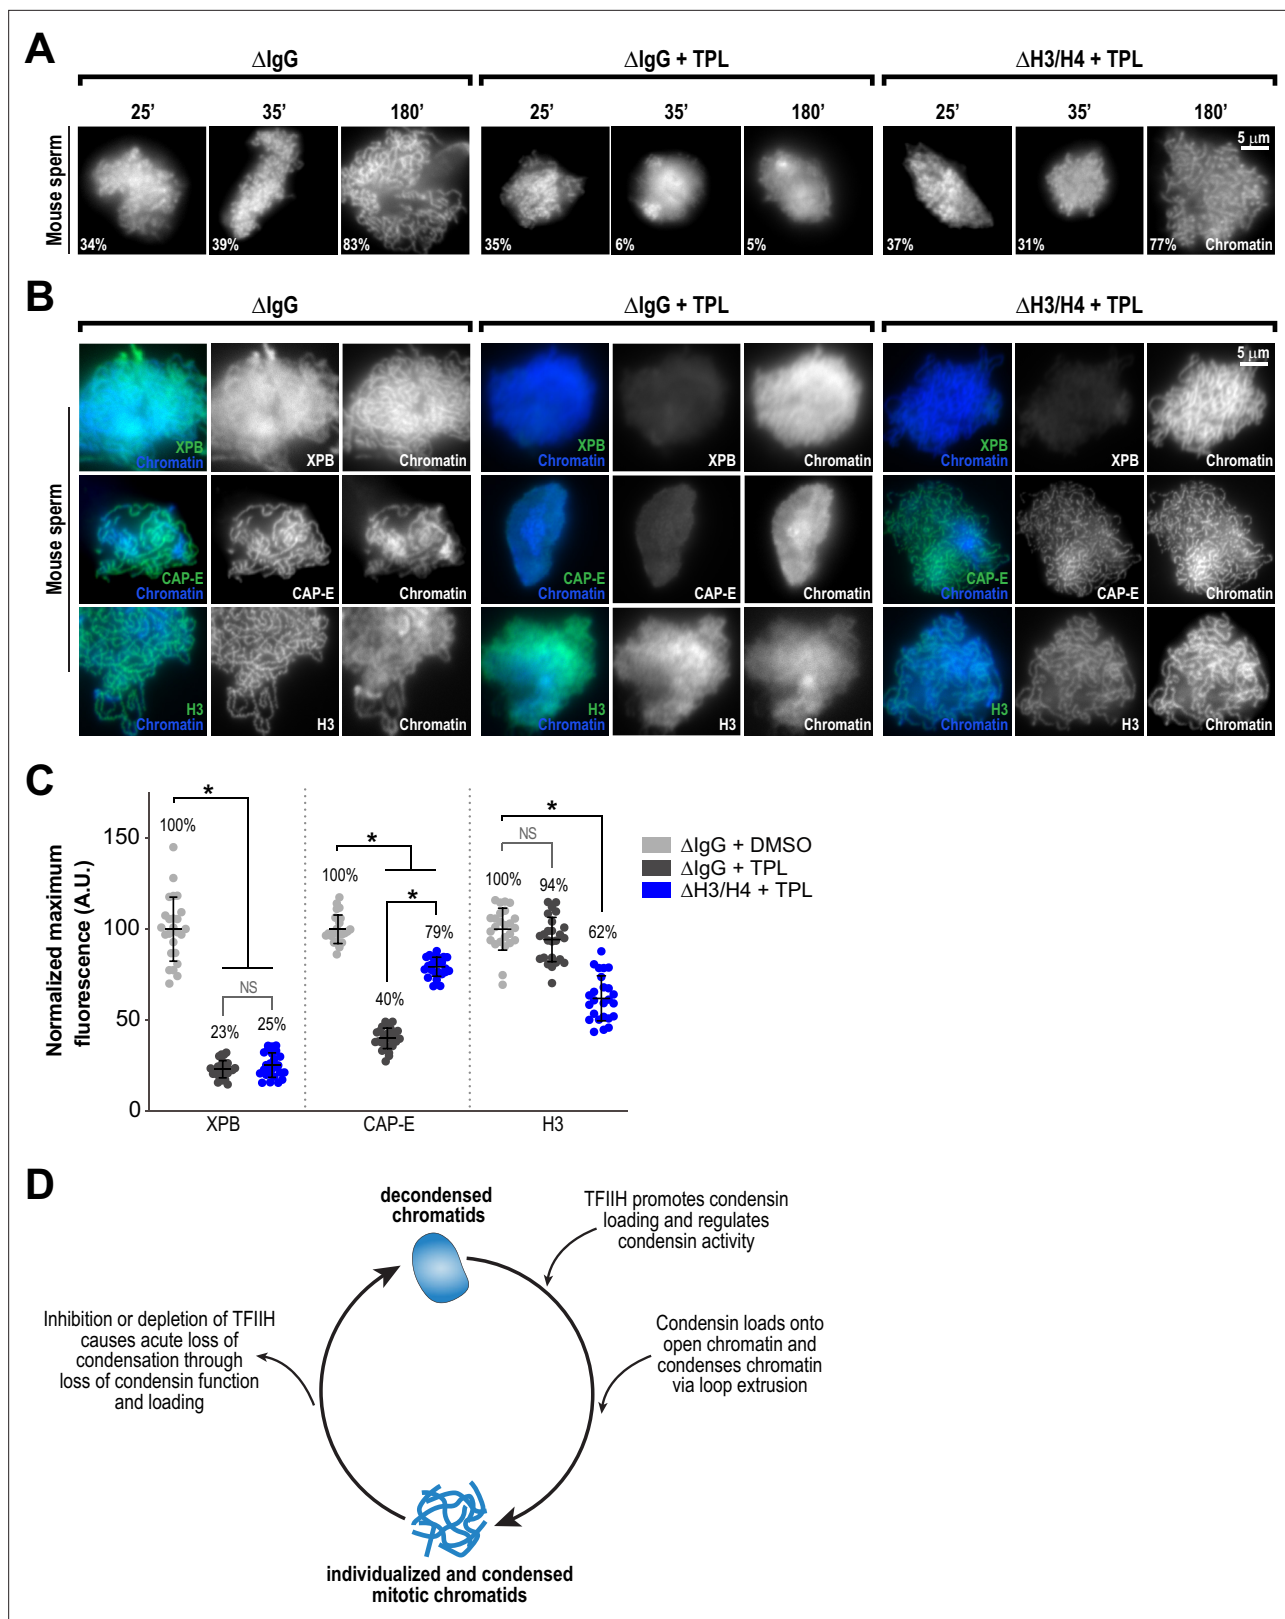 A
ΔIgG
ΔIgG + TPL
ΔH3/H4 + TPL
25’ 35’ 180’ 25’ 35’ 180’ 25’ 35’ 180’
Mouse sperm
5 μm
34% 39% 83% 35% 6% 5% 37% 31% 77% Chromatin
B
ΔIgG
ΔIgG + TPL
ΔH3/H4 + TPL
Mouse sperm
5 μm
XPB
Chromatin XPB Chromatin
XPB
Chromatin XPB Chromatin
XPB
Chromatin XPB Chromatin
CAP-E
Chromatin CAP-E Chromatin
CAP-E
Chromatin CAP-E Chromatin
CAP-E
Chromatin CAP-E Chromatin
H3
Chromatin H3 Chromatin
H3
Chromatin H3 Chromatin
H3
Chromatin H3 Chromatin
C
Normalized maximum
fluorescence (A.U.)
150
100
50
0
100%
*
NS
23%
25%
XPB
*
100%
*
40%
79%
CAP-E
*
NS
100%
94%
62%
H3
ΔIgG + DMSO
ΔIgG + TPL
ΔH3/H4 + TPL
D
decondensed
chromatids
TFIIH promotes condensin
loading and regulates
condensin activity
Condensin loads onto
open chromatin and
condenses chromatin
via loop extrusion
Inhibition or depletion of TFIIH
causes acute loss of
condensation through
loss of condensin function
and loading
individualized and condensed
mitotic chromatids